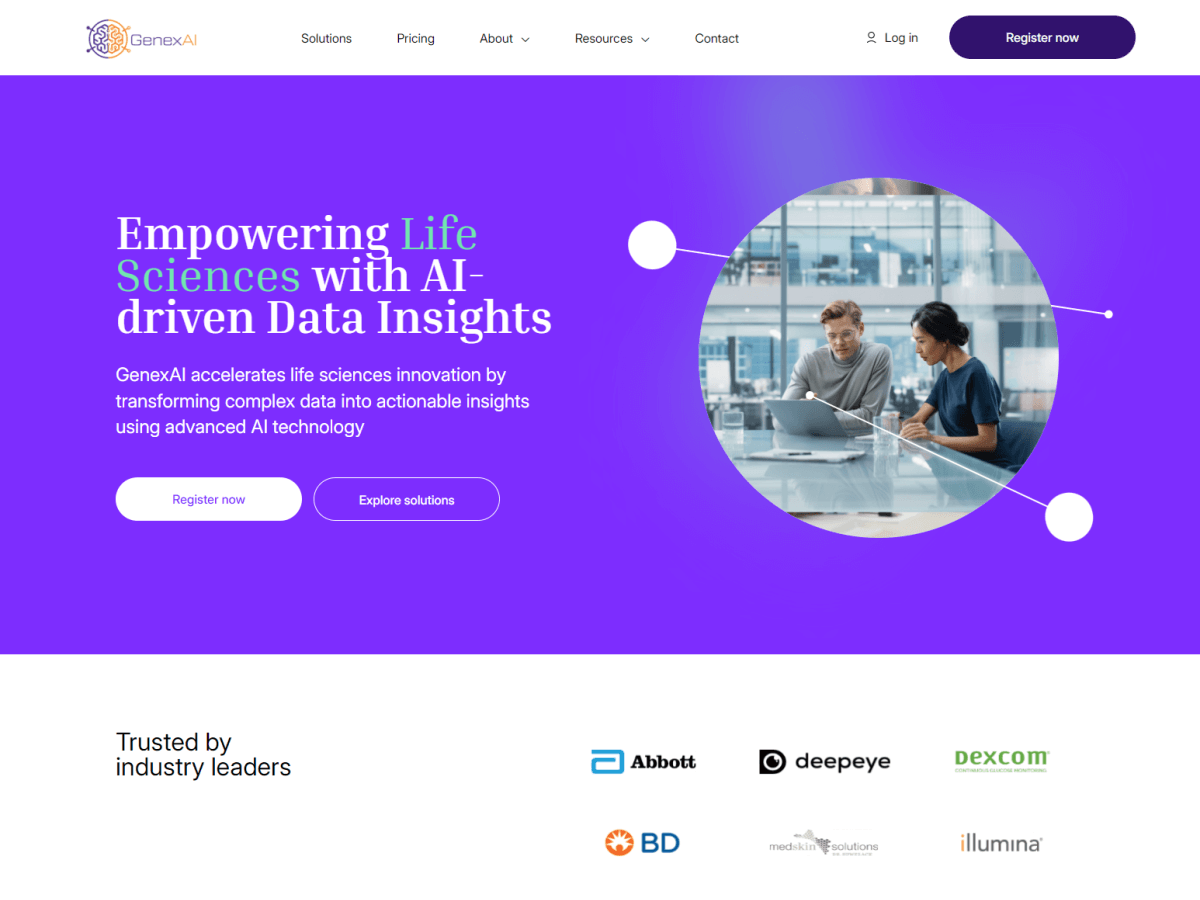 GenexAI
Solutions
Pricing
About
Resources
Contact
Log in
Register now
Empowering Life
Sciences with AI-
driven Data Insights
GenexAI accelerates life sciences innovation by
transforming complex data into actionable insights
using advanced AI technology
Register now
Explore solutions
Trusted by
industry leaders
Abbott
deepeye
DEXCOM
CONTINUOUS GLUCOSE MONITORING
BD
medskin solutions
illumına®